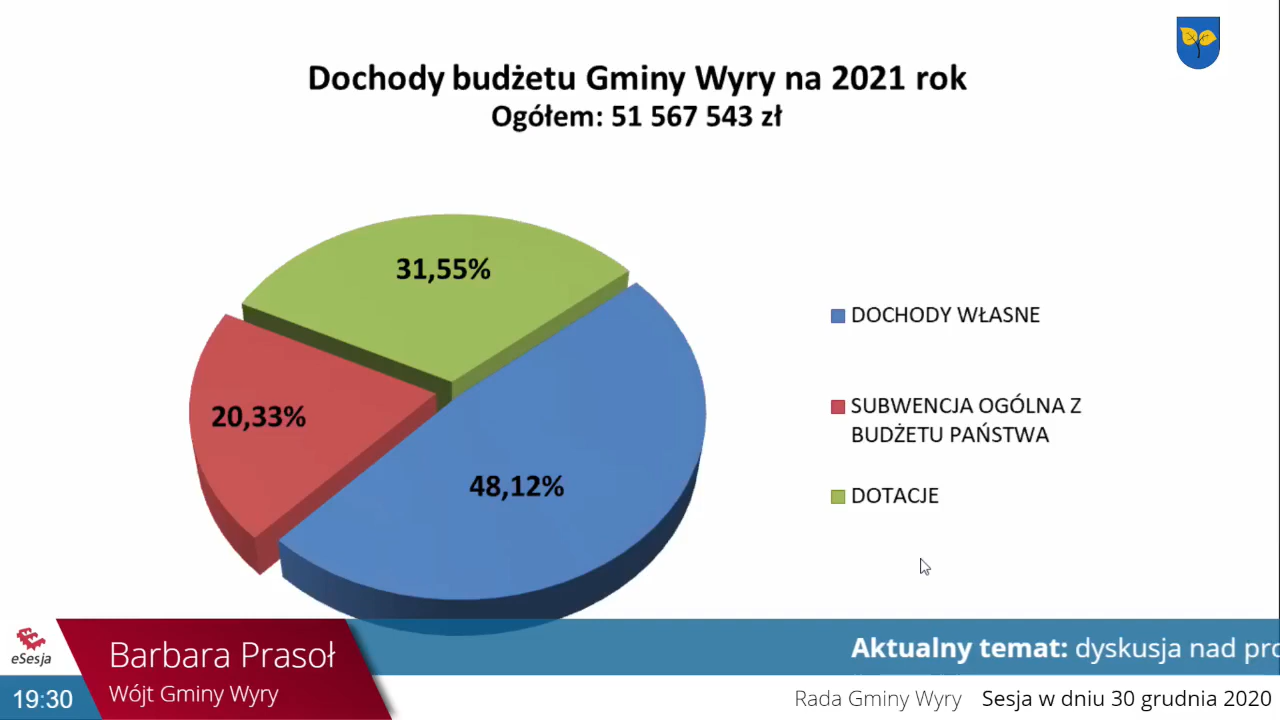 Dochody budżetu Gminy Wyry na 2021 rok
Ogółem: 51 567 543 zł
31,55%
20,33%
48,12%
DOCHODY WŁASNE
SUBWENCJA OGÓLNA Z
BUDŻETU PAŃSTWA
DOTACJE
eSesja
Barbara Prasoł
Wójt Gminy Wyry
Aktualny temat: dyskusja nad pro
19:30
Rada Gminy Wyry Sesja w dniu 30 grudnia 2020